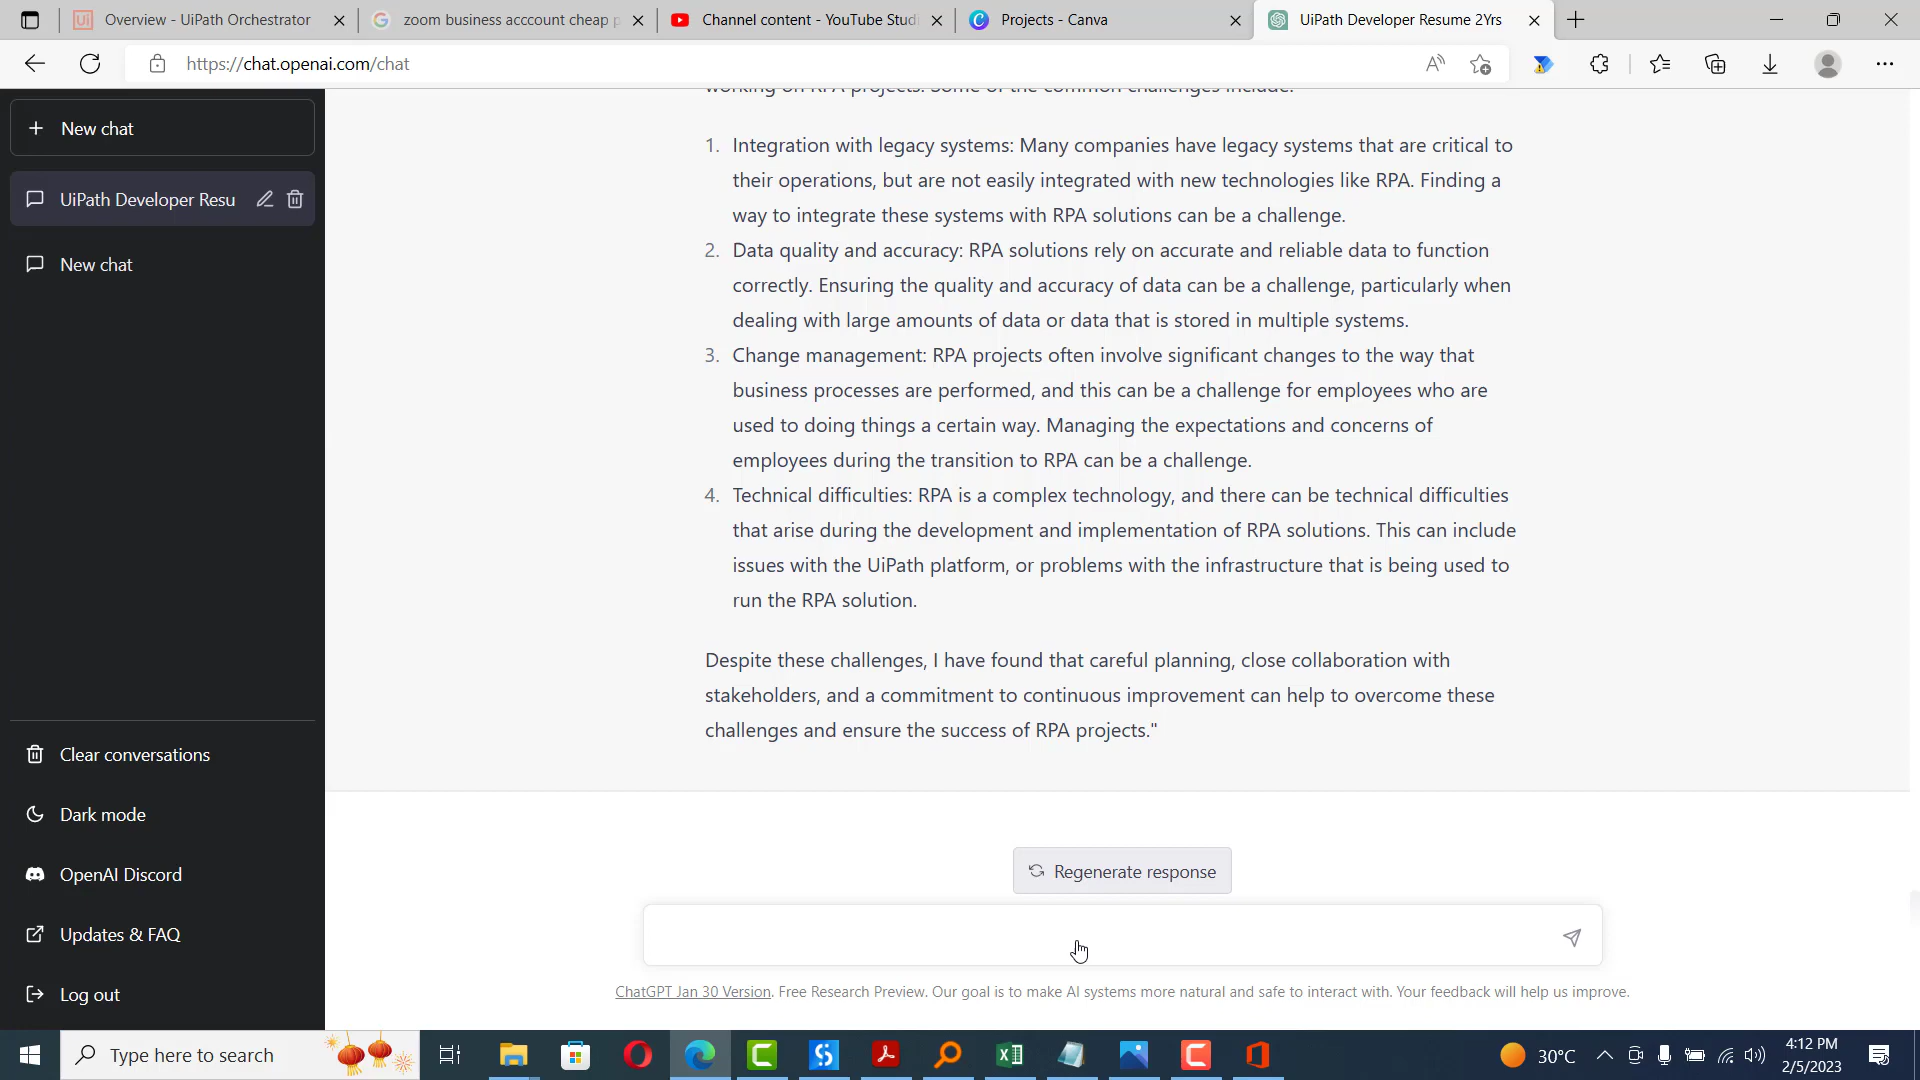 Overview - UiPath Orchestrator
zoom business acccount cheap p
Channel content - YouTube Stud
Projects - Canva
UiPath Developer Resume 2Yrs
https://chat.openai.com/chat
New chat
UiPath Developer Resu
New chat
working on RPA projects. Some of the common challenges include:
1. Integration with legacy systems: Many companies have legacy systems that are critical to
their operations, but are not easily integrated with new technologies like RPA. Finding a
way to integrate these systems with RPA solutions can be a challenge.
2. Data quality and accuracy: RPA solutions rely on accurate and reliable data to function
correctly. Ensuring the quality and accuracy of data can be a challenge, particularly when
dealing with large amounts of data or data that is stored in multiple systems.
3. Change management: RPA projects often involve significant changes to the way that
business processes are performed, and this can be a challenge for employees who are
used to doing things a certain way. Managing the expectations and concerns of
employees during the transition to RPA can be a challenge.
4. Technical difficulties: RPA is a complex technology, and there can be technical difficulties
that arise during the development and implementation of RPA solutions. This can include
issues with the UiPath platform, or problems with the infrastructure that is being used to
run the RPA solution.
Despite these challenges, I have found that careful planning, close collaboration with
stakeholders, and a commitment to continuous improvement can help to overcome these
challenges and ensure the success of RPA projects."
Clear conversations
Dark mode
OpenAI Discord
Updates & FAQ
Log out
Regenerate response
ChatGPT Jan 30 Version. Free Research Preview. Our goal is to make AI systems more natural and safe to interact with. Your feedback will help us improve.
Type here to search
30°C
4:12 PM
2/5/2023